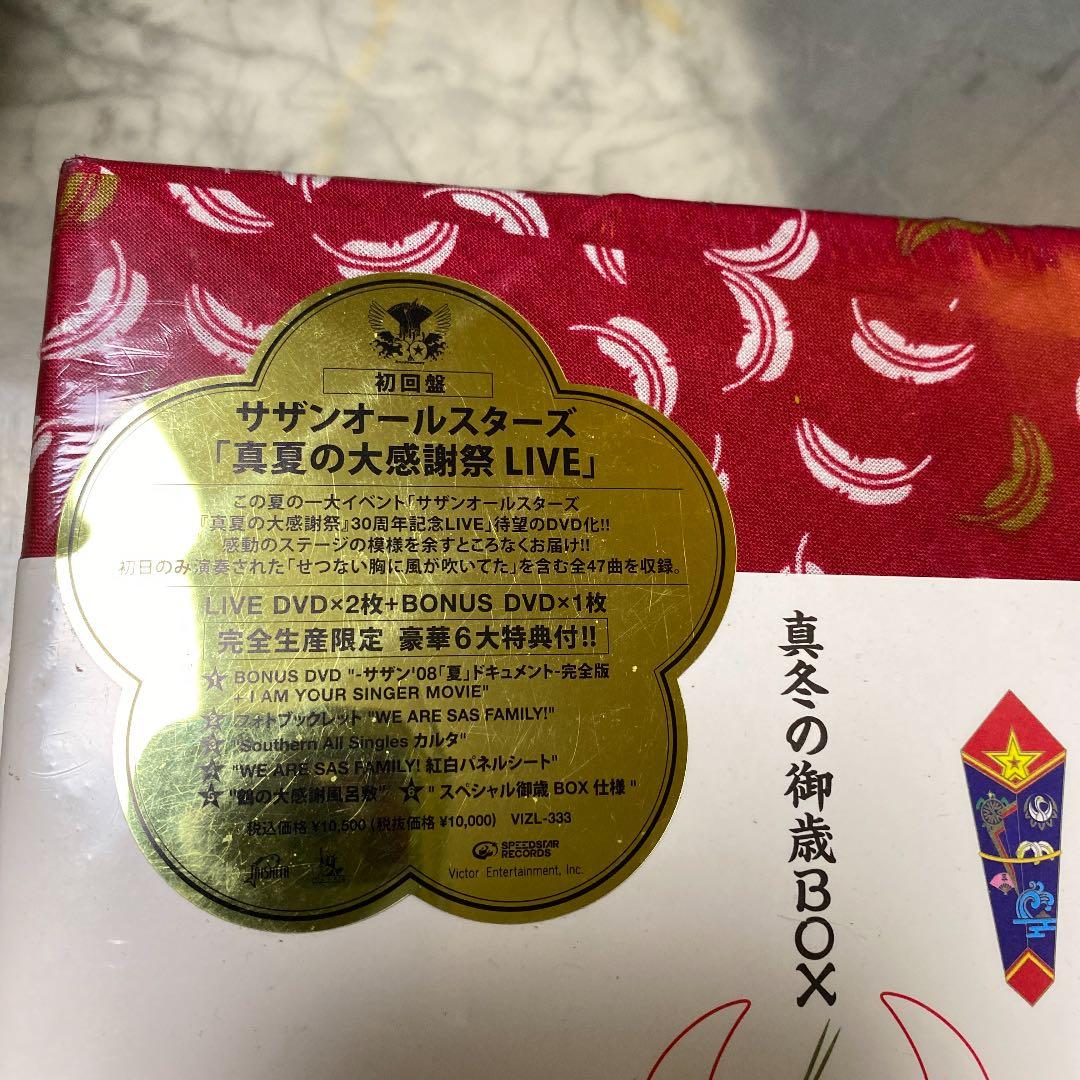 初回盤
サザンオールスターズ
「真夏の大感謝祭 LIVE」
この夏の一大イベント「サザンオールスターズ
『真夏の大感謝祭』30周年記念LIVE」待望のDVD化!!
感動のステージの模様を余すところなくお届け!!
初日のみ演奏された「せつない胸に風が吹いてた」を含む全47曲を収録。
LIVE DVD×2枚+BONUS DVD×1枚
完全生産限定 豪華6大特典付!!
1 BONUS DVD "-サザン'08「夏」ドキュメント-完全版
+I AM YOUR SINGER MOVIE"
2 フォトブックレット "WE ARE SAS FAMILY!"
3 "Southern All Singles カルタ"
4 "WE ARE SAS FAMILY! 紅白パネルシート"
5 "鶴の大感謝風呂敷" 6 " スペシャル御歳 BOX 仕様 "
税込価格 ¥10,500 (税抜価格 ¥10,000) VIZL-333
SPEEDSTAR
RECORDS
Victor Entertainment, Inc.
真冬の御歳BOX